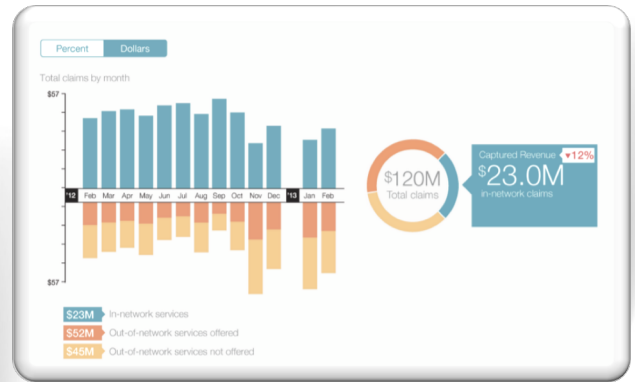 Percent Dollars
Total claims by month
$57
'12 Feb Mar Apr May Jun Jul Aug Sep Oct Nov Dec '13 Jan Feb
$57
$120M
Total claims
Captured Revenue ▼12%
$23.0M
in-network claims
$23M In-network services
$52M Out-of-network services offered
$45M Out-of-network services not offered